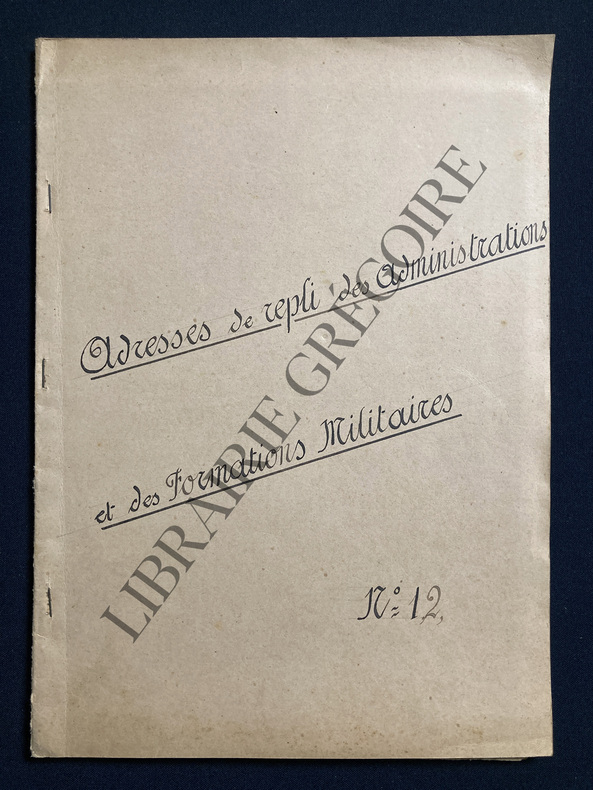 Adresses de repli des Administrations
et des Formations Militaires
N° 12
LIBRAIRIE GRÉGOIRE